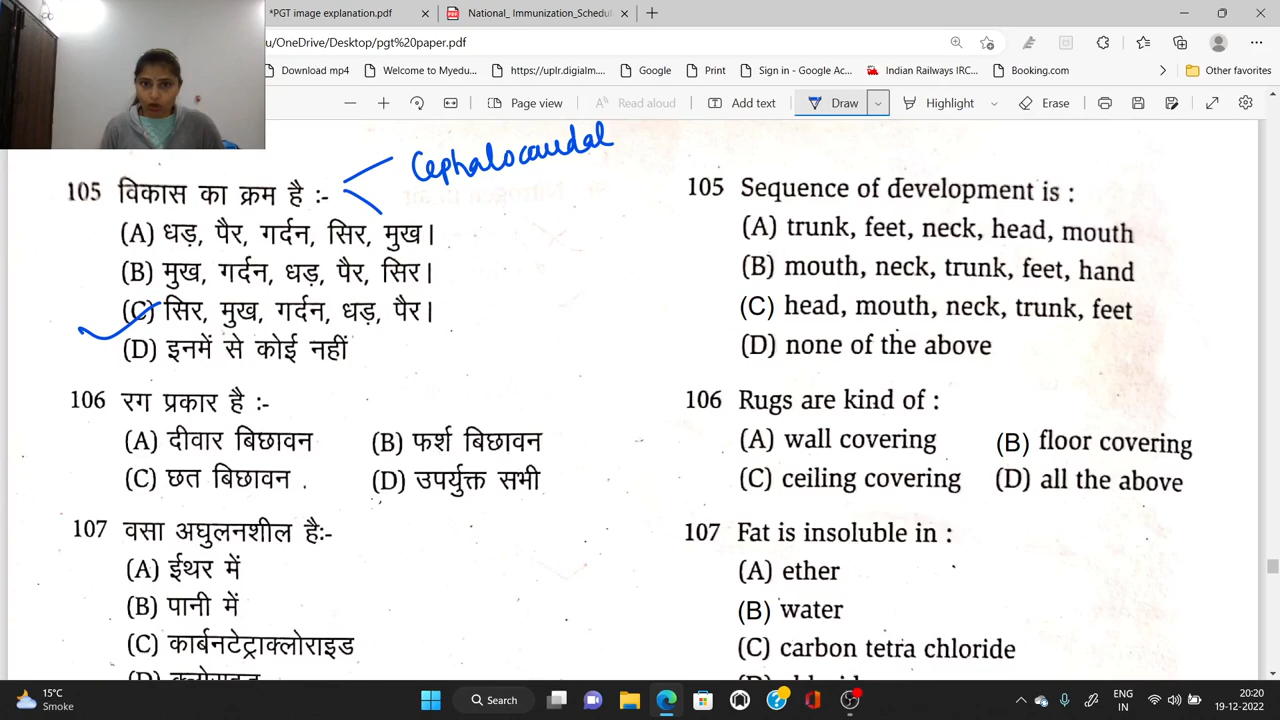 *PGT image explanation.pdf
National_ Immunization_Schedul
u/OneDrive/Desktop/pgt%20paper.pdf
Download mp4
Welcome to Myedu...
https://uplr.digialm....
Google
Print
Sign in - Google Ac...
Indian Railways IRC...
Booking.com
Other favorites
Page view
Read aloud
Add text
Draw
Highlight
Erase
Cephalocaudal
105 विकास का क्रम है :-
(A) धड़, पैर, गर्दन, सिर, मुख।
(B) मुख, गर्दन, धड़, पैर, सिर।
(C) सिर, मुख, गर्दन, धड़, पैर।
(D) इनमें से कोई नहीं
106 रग प्रकार है :-
(A) दीवार बिछावन (B) फर्श बिछावन
(C) छत बिछावन . (D) उपर्युक्त सभी
107 वसा अघुलनशील है:-
(A) ईथर में
(B) पानी में
(C) कार्बनटेट्राक्लोराइड
105 Sequence of development is :
(A) trunk, feet, neck, head, mouth
(B) mouth, neck, trunk, feet, hand
(C) head, mouth, neck, trunk, feet
(D) none of the above
106 Rugs are kind of :
(A) wall covering (B) floor covering
(C) ceiling covering (D) all the above
107 Fat is insoluble in :
(A) ether
(B) water
(C) carbon tetra chloride
15°C
Smoke
Search
ENG
IN
20:20
19-12-2022